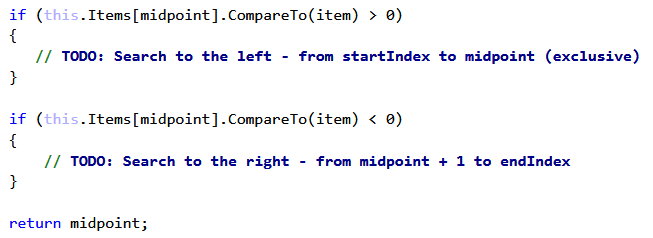 if (this.Items[midpoint].CompareTo(item) > 0)
{
// TODO: Search to the left - from startIndex to midpoint (exclusive)
}
if (this.Items[midpoint].CompareTo(item) < 0)
{
// TODO: Search to the right - from midpoint + 1 to endIndex
}
return midpoint;